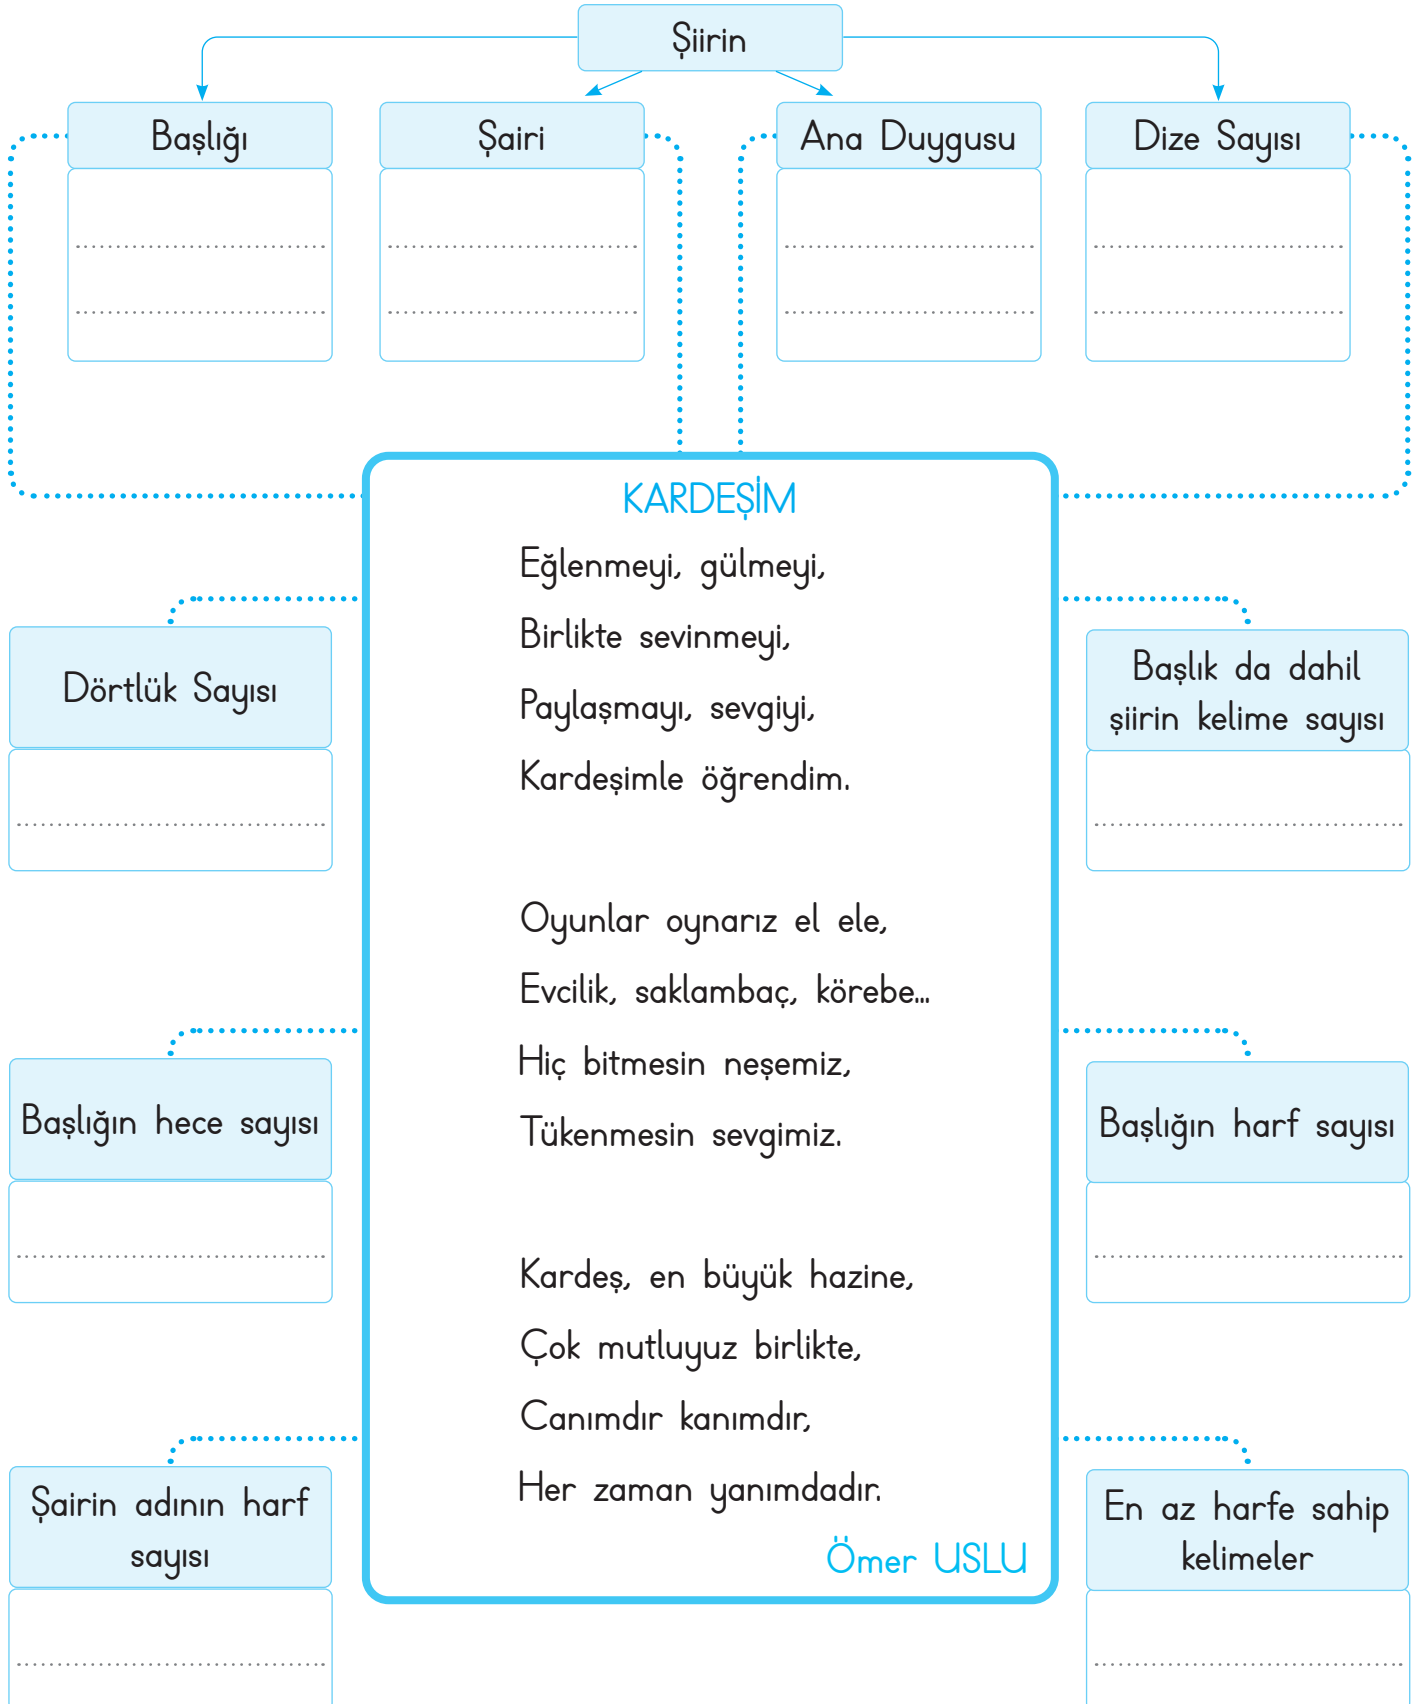 Şiirin
Başlığı
Şairi
Ana Duygusu
Dize Sayısı
KARDEŞİM
Eğlenmeyi, gülmeyi,
Birlikte sevinmeyi,
Paylaşmayı, sevgiyi,
Kardeşimle öğrendim.
Oyunlar oynarız el ele,
Evcilik, saklambaç, körebe...
Hiç bitmesin neşemiz,
Tükenmesin sevgimiz.
Kardeş, en büyük hazine,
Çok mutluyuz birlikte,
Canımdır kanımdır,
Her zaman yanımdadır.
Ömer USLU
Dörtlük Sayısı
Başlık da dahil
şiirin kelime sayısı
Başlığın hece sayısı
Başlığın harf sayısı
Şairin adının harf
sayısı
En az harfe sahip
kelimeler